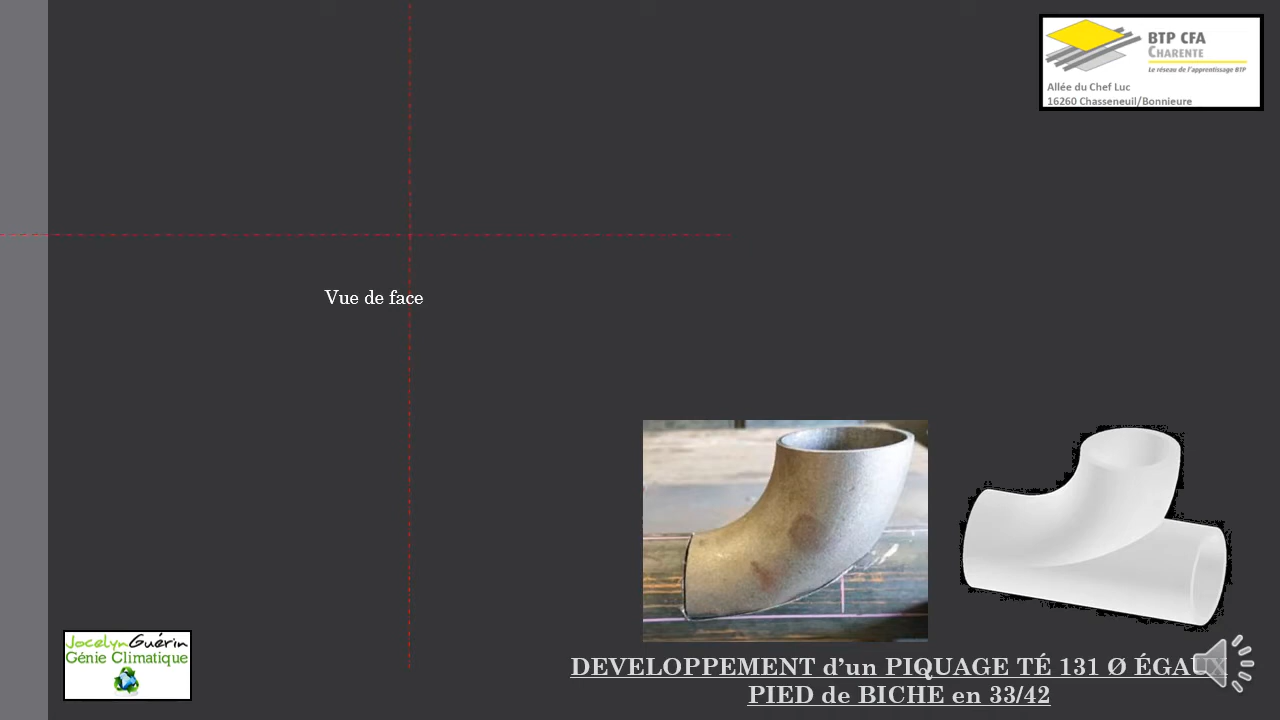 BTP CFA
CHARENTE
Le réseau de l'apprentissage BTP
Allée du Chef Luc
16260 Chasseneuil/Bonnieure
Vue de face
JocelynGuérin
Génie Climatique
DEVELOPPEMENT d’un PIQUAGE TÉ 131 Ø ÉGAUX
PIED de BICHE en 33/42